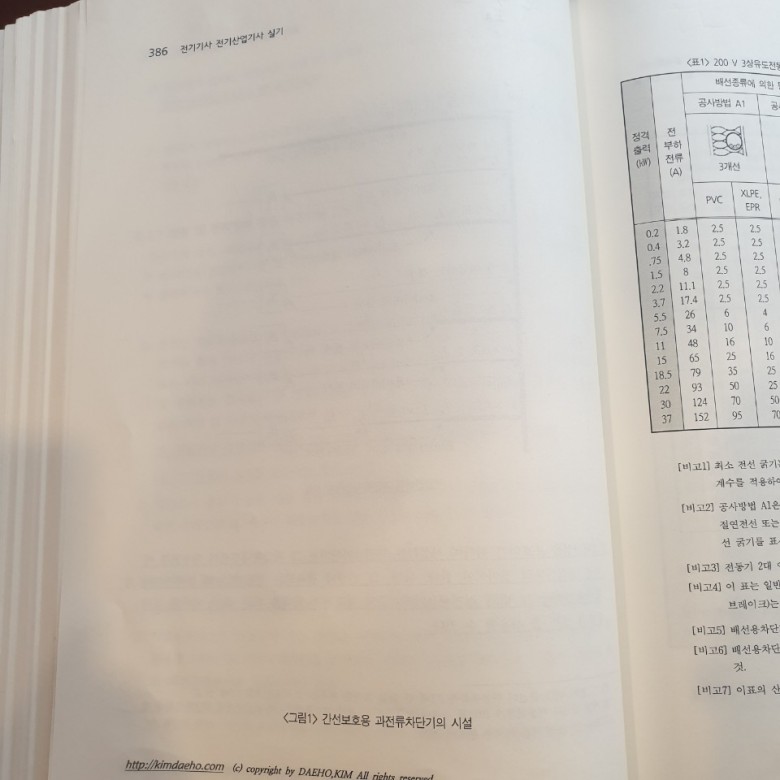 386 전기기사 전기산업기사 실기
<그림1> 간선보호용 과전류차단기의 시설
http://kimdaeho.com (c) copyright by DAEHO,KIM All rights reserved
<표1> 200 V 3상유도전동
배선종류에 의한
공사방법 A1
정격 출력 (kW)
전 부하 전류 (A)
3개선
PVC XLPE, EPR
0.2 1.8 2.5 2.5
0.4 3.2 2.5 2.5
.75 4.8 2.5 2.5
1.5 8 2.5 2.5
2.2 11.1 2.5 2.5
3.7 17.4 2.5 2.5
5.5 26 6 4
7.5 34 10 6
11 48 16 10
15 65 25 16
18.5 79 35 25
22 93 50 25
30 124 70 50
37 152 95 70
[비고1] 최소 전선 굵기는
계수를 적용하여
[비고2] 공사방법 A1은
절연전선 또는
선 굵기를 표
[비고3] 전동기 2대
[비고4] 이 표는 일반
브레이크)는
[비고5] 배선용차단
[비고6] 배선용차단
것.
[비고7] 이표의 산